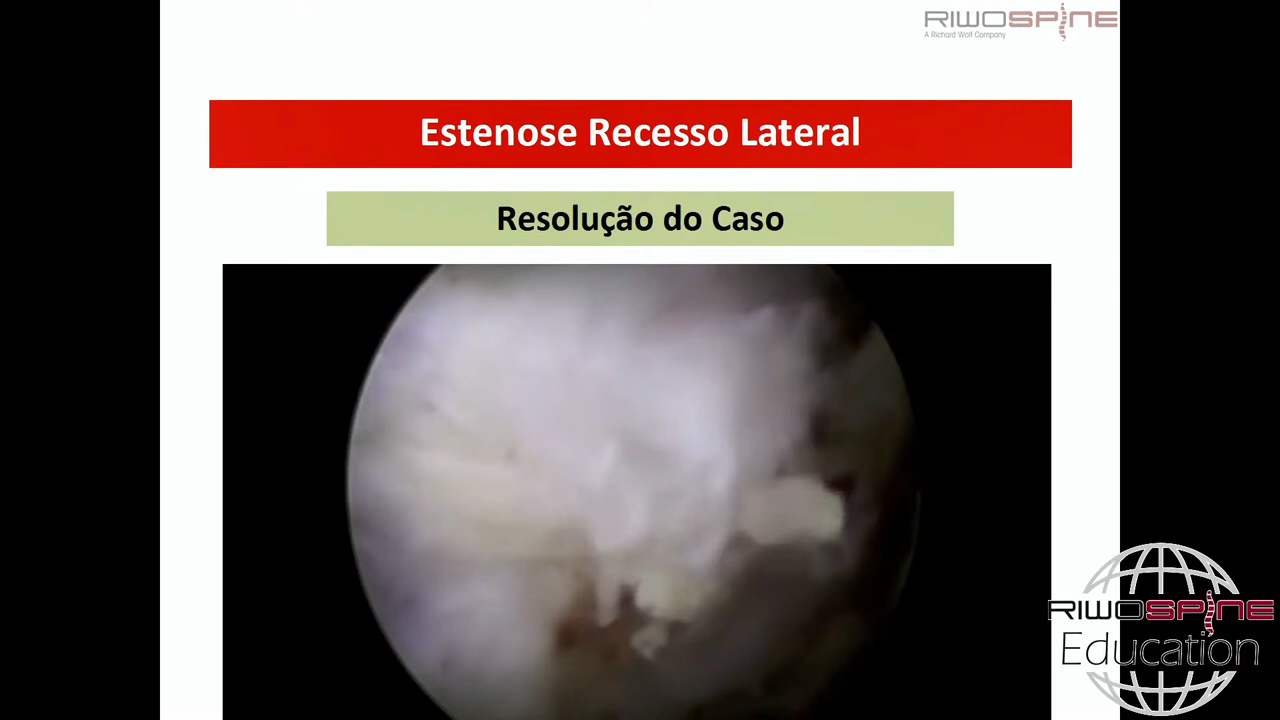 RIWOSPINE
A Richard Wolf Company
Estenose Recesso Lateral
Resolução do Caso
RIWOSPINE
Education